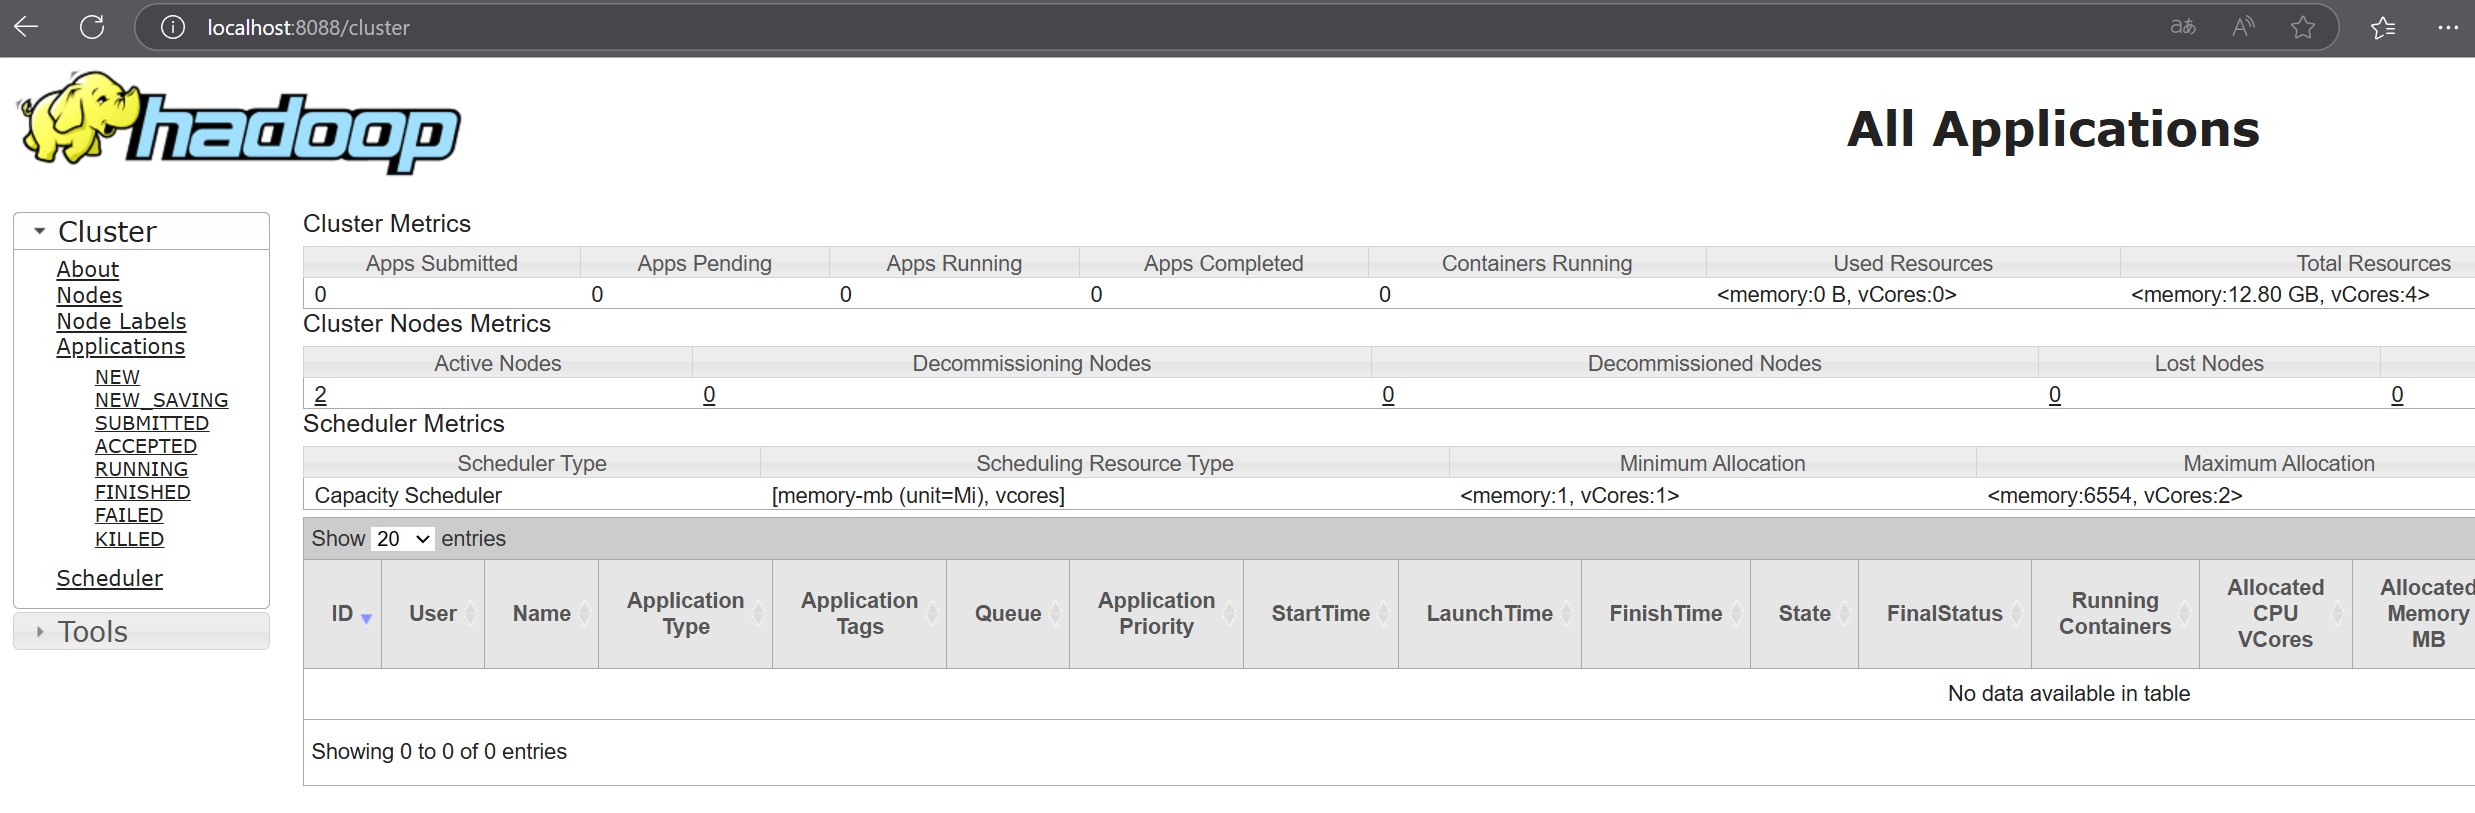 localhost:8088/cluster
hadoop
All Applications
Cluster
About
Nodes
Node Labels
Applications
NEW
NEW_SAVING
SUBMITTED
ACCEPTED
RUNNING
FINISHED
FAILED
KILLED
Scheduler
Tools
Cluster Metrics
Apps Submitted Apps Pending Apps Running Apps Completed Containers Running Used Resources Total Resources
0 0 0 0 0 <memory:0 B, vCores:0> <memory:12.80 GB, vCores:4>
Cluster Nodes Metrics
Active Nodes Decommissioning Nodes Decommissioned Nodes Lost Nodes
2 0 0 0 0
Scheduler Metrics
Scheduler Type Scheduling Resource Type Minimum Allocation Maximum Allocation
Capacity Scheduler [memory-mb (unit=Mi), vcores] <memory:1, vCores:1> <memory:6554, vCores:2>
Show 20 entries
ID User Name Application Type Application Tags Queue Application Priority StartTime LaunchTime FinishTime State FinalStatus Running Containers Allocated CPU VCores Allocated Memory MB
No data available in table
Showing 0 to 0 of 0 entries